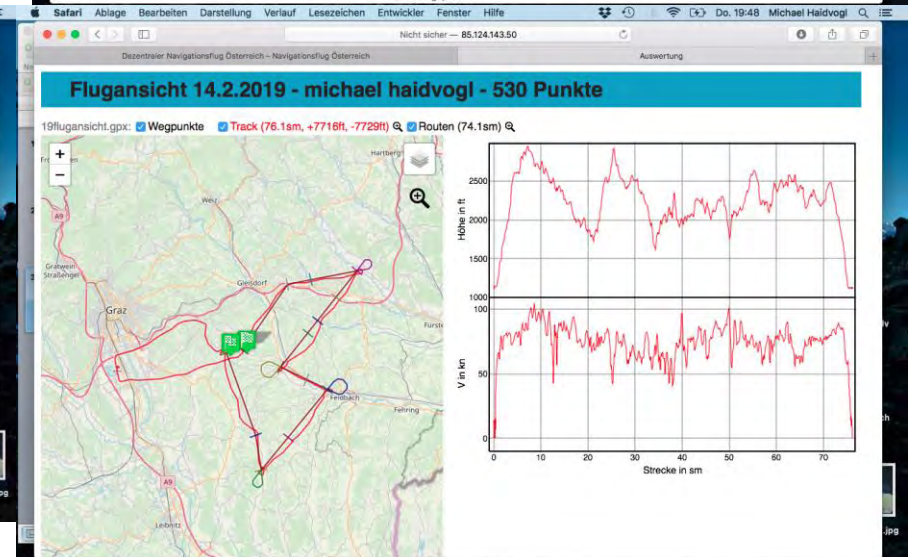 Safari Ablage Bearbeiten Darstellung Verlauf Lesezeichen Entwickler Fenster Hilfe Do. 19:48 Michael Haidvogl
Nicht sicher — 85.124.143.50
Dezentraler Navigationsflug Österreich – Navigationsflug Österreich
Auswertung
Flugansicht 14.2.2019 - michael haidvogl - 530 Punkte
19flugansicht.gpx: Wegpunkte Track (76.1sm, +7716ft, -7729ft) Routen (74.1sm)
+
−
Hartberg
Weiz
A9
Gratwein
Straßengel
Gleisdorf
Graz
Fürste
Feldbach
Fehring
A9
Leibnitz
Höhe in ft
2500
2000
1500
1000
V in kn
100
50
0
0 10 20 30 40 50 60 70
Strecke in sm
.jpg